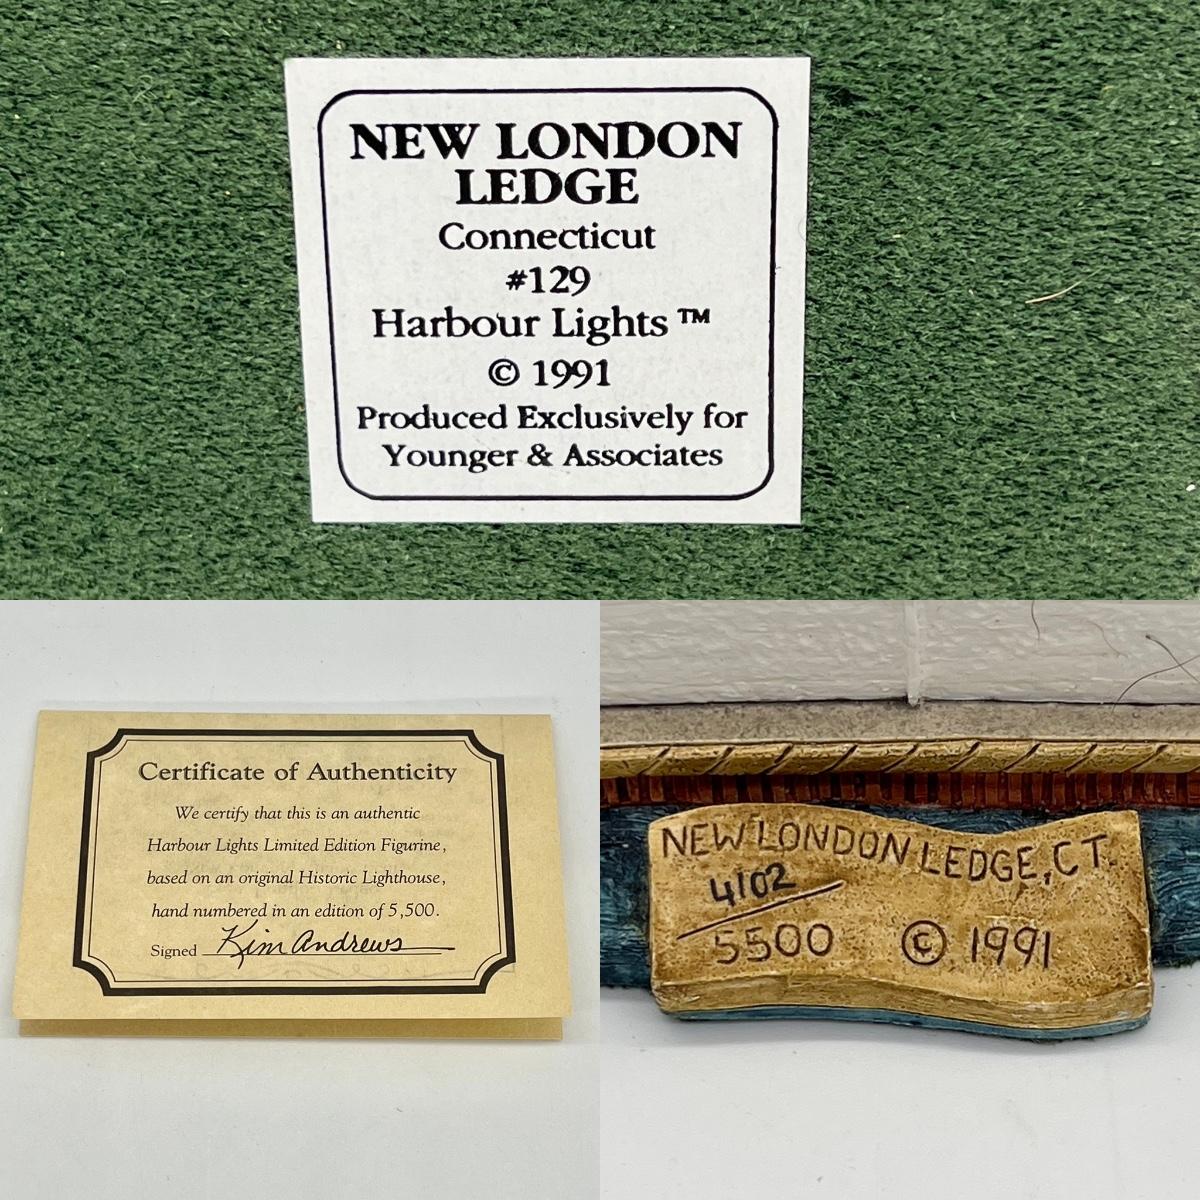 NEW LONDON
LEDGE
Connecticut
#129
Harbour Lights™
© 1991
Produced Exclusively for
Younger & Associates
Certificate of Authenticity
We certify that this is an authentic
Harbour Lights Limited Edition Figurine,
based on an original Historic Lighthouse,
hand numbered in an edition of 5,500.
Signed Kim Andrews
NEW LONDON LEDGE, CT.
4102
5500 © 1991